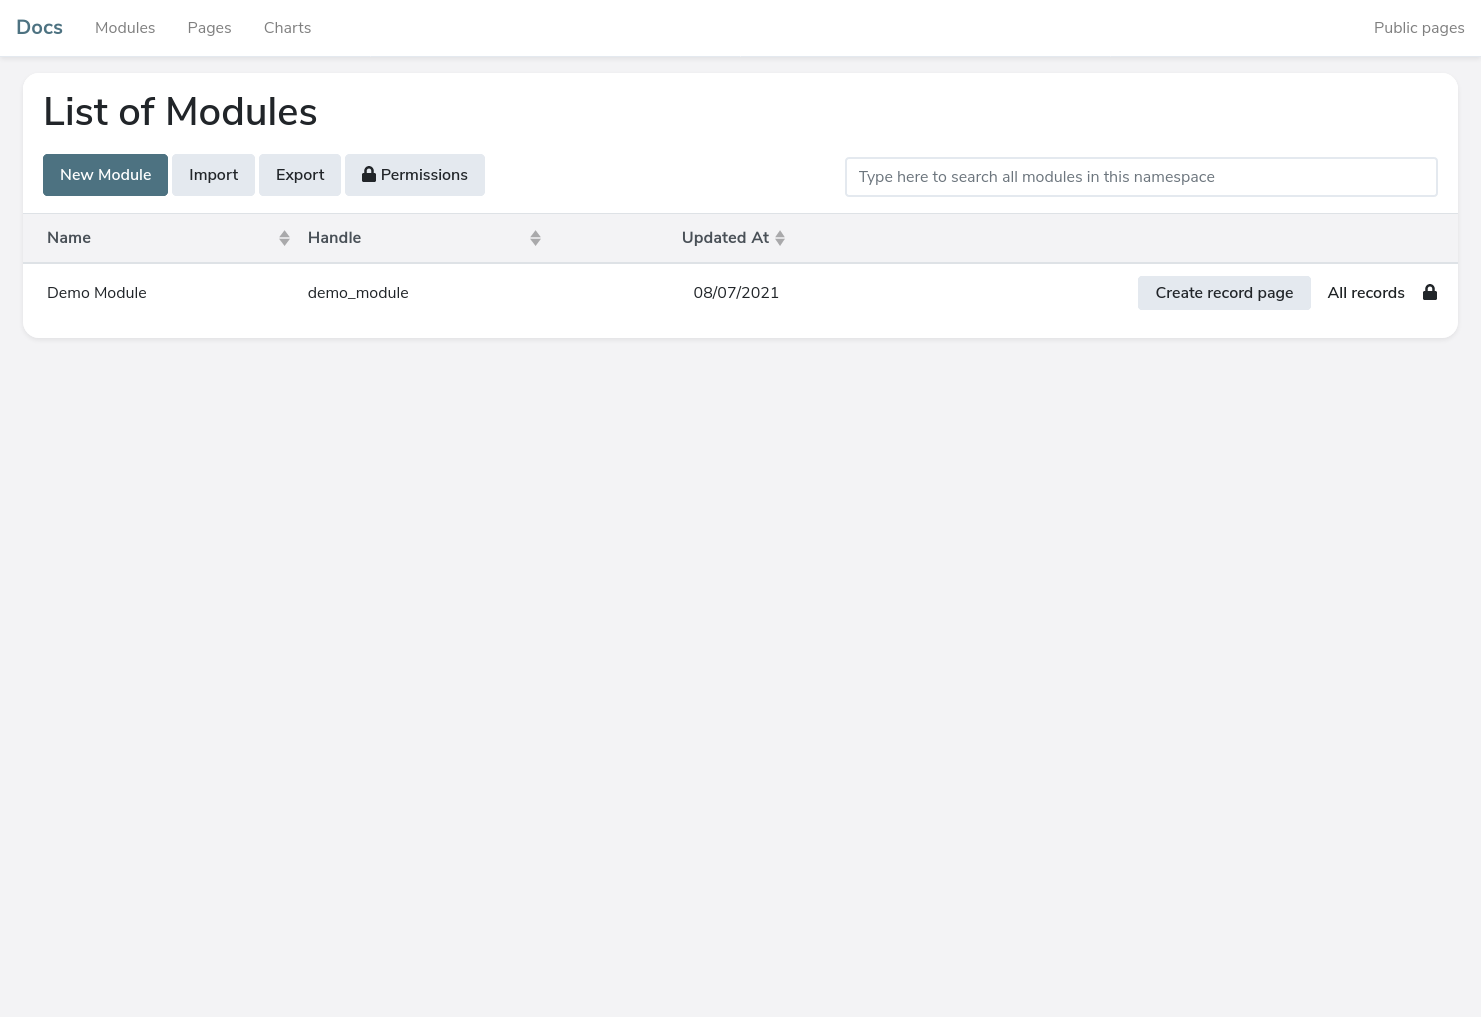 Docs Modules Pages Charts Public pages
List of Modules
New Module Import Export Permissions Type here to search all modules in this namespace
Name Handle Updated At
Demo Module demo_module 08/07/2021 Create record page All records